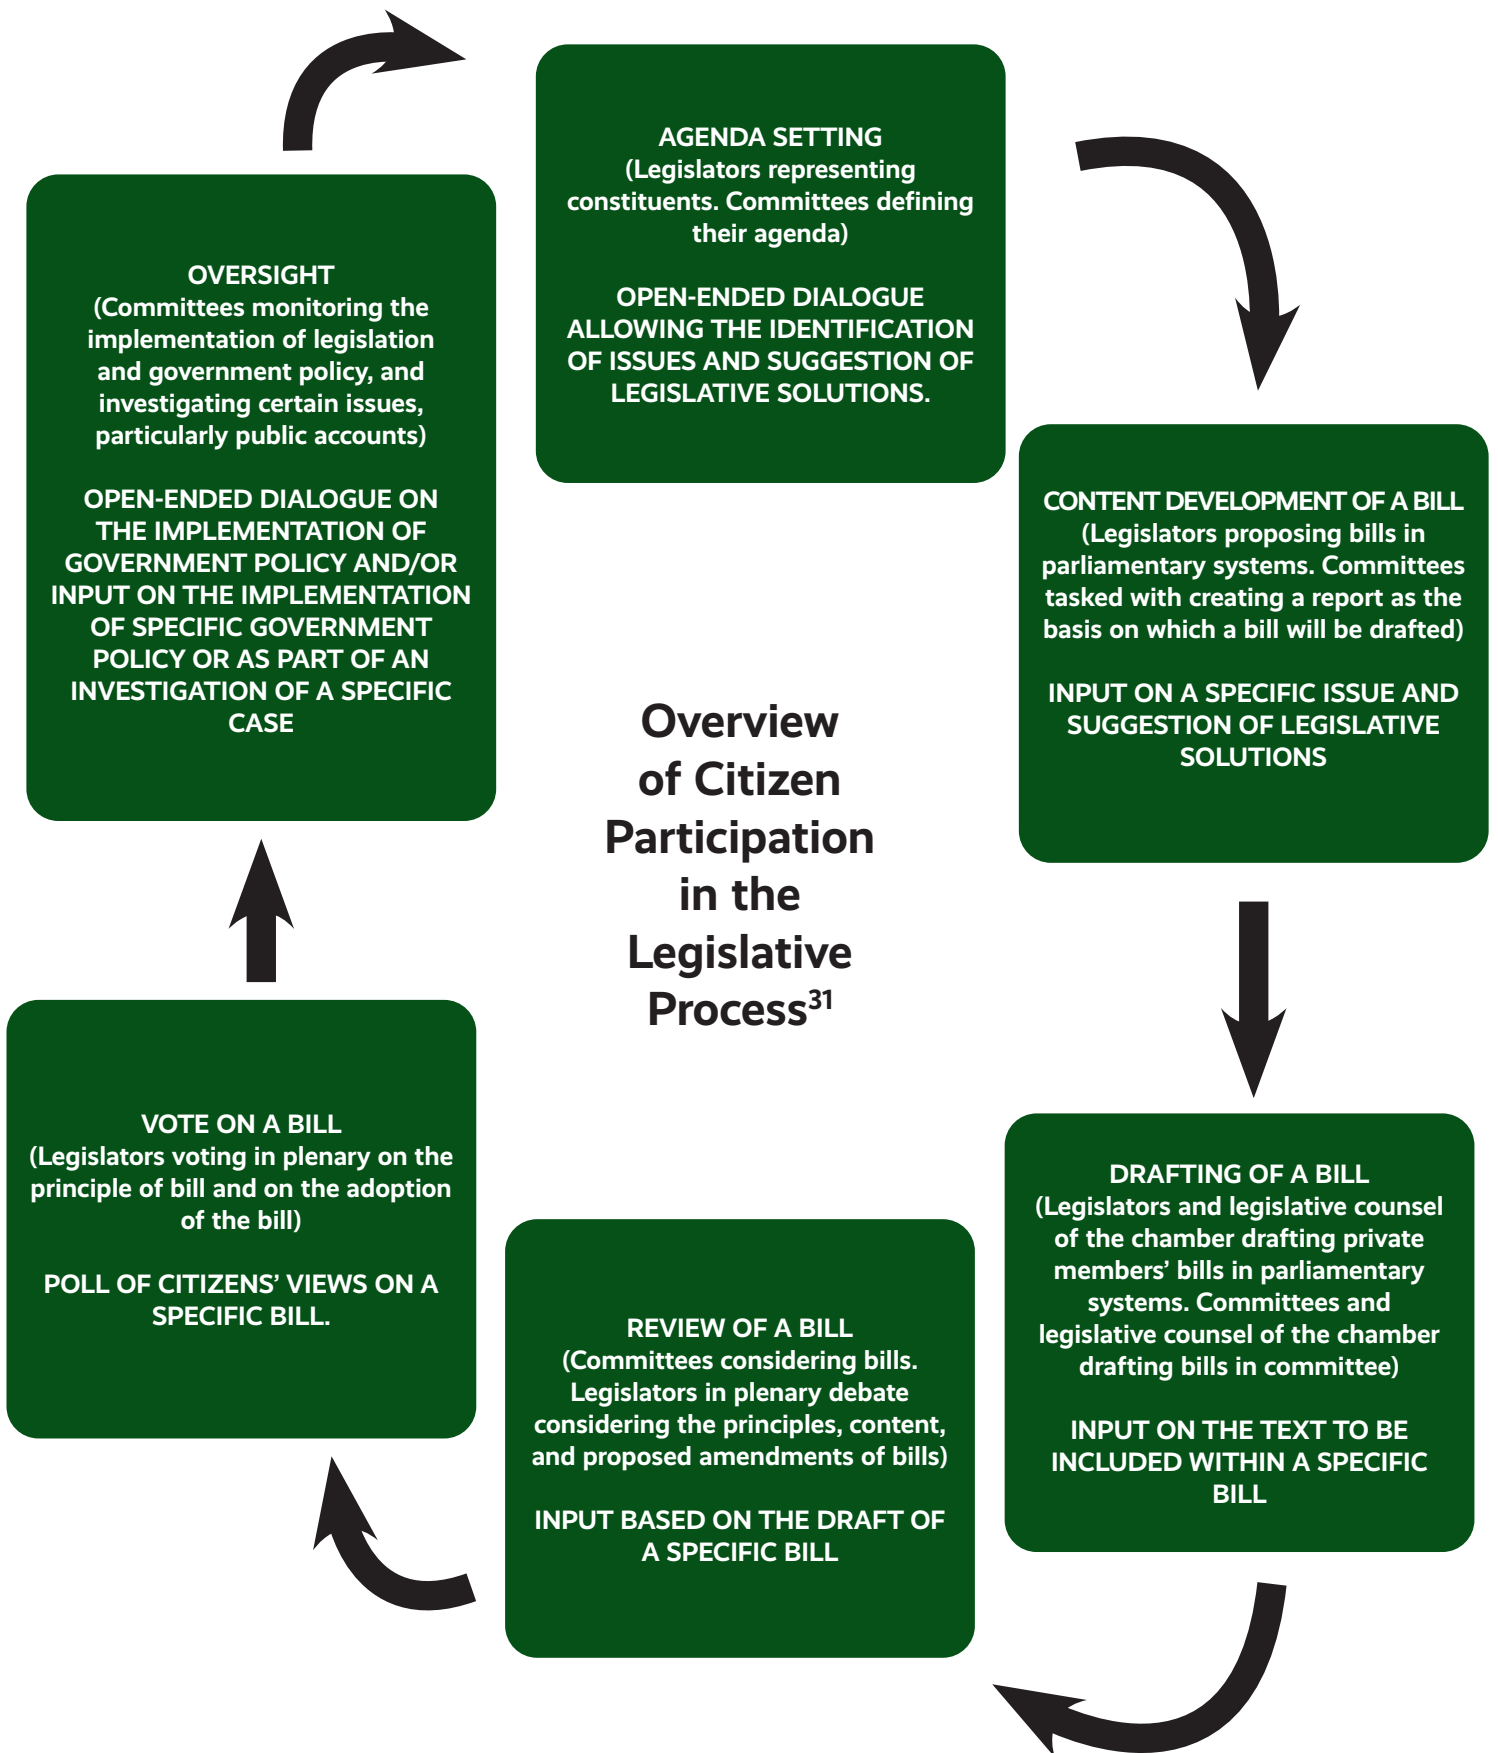 AGENDA SETTING
(Legislators representing
constituents. Committees defining
their agenda)
OPEN-ENDED DIALOGUE
ALLOWING THE IDENTIFICATION
OF ISSUES AND SUGGESTION OF
LEGISLATIVE SOLUTIONS.
CONTENT DEVELOPMENT OF A BILL
(Legislators proposing bills in
parliamentary systems. Committees
tasked with creating a report as the
basis on which a bill will be drafted)
INPUT ON A SPECIFIC ISSUE AND
SUGGESTION OF LEGISLATIVE
SOLUTIONS
DRAFTING OF A BILL
(Legislators and legislative counsel
of the chamber drafting private
members’ bills in parliamentary
systems. Committees and
legislative counsel of the chamber
drafting bills in committee)
INPUT ON THE TEXT TO BE
INCLUDED WITHIN A SPECIFIC
BILL
REVIEW OF A BILL
(Committees considering bills.
Legislators in plenary debate
considering the principles, content,
and proposed amendments of bills)
INPUT BASED ON THE DRAFT OF
A SPECIFIC BILL
VOTE ON A BILL
(Legislators voting in plenary on the
principle of bill and on the adoption
of the bill)
POLL OF CITIZENS’ VIEWS ON A
SPECIFIC BILL.
OVERSIGHT
(Committees monitoring the
implementation of legislation
and government policy, and
investigating certain issues,
particularly public accounts)
OPEN-ENDED DIALOGUE ON
THE IMPLEMENTATION OF
GOVERNMENT POLICY AND/OR
INPUT ON THE IMPLEMENTATION
OF SPECIFIC GOVERNMENT
POLICY OR AS PART OF AN
INVESTIGATION OF A SPECIFIC
CASE
Overview
of Citizen
Participation
in the
Legislative
Process³¹